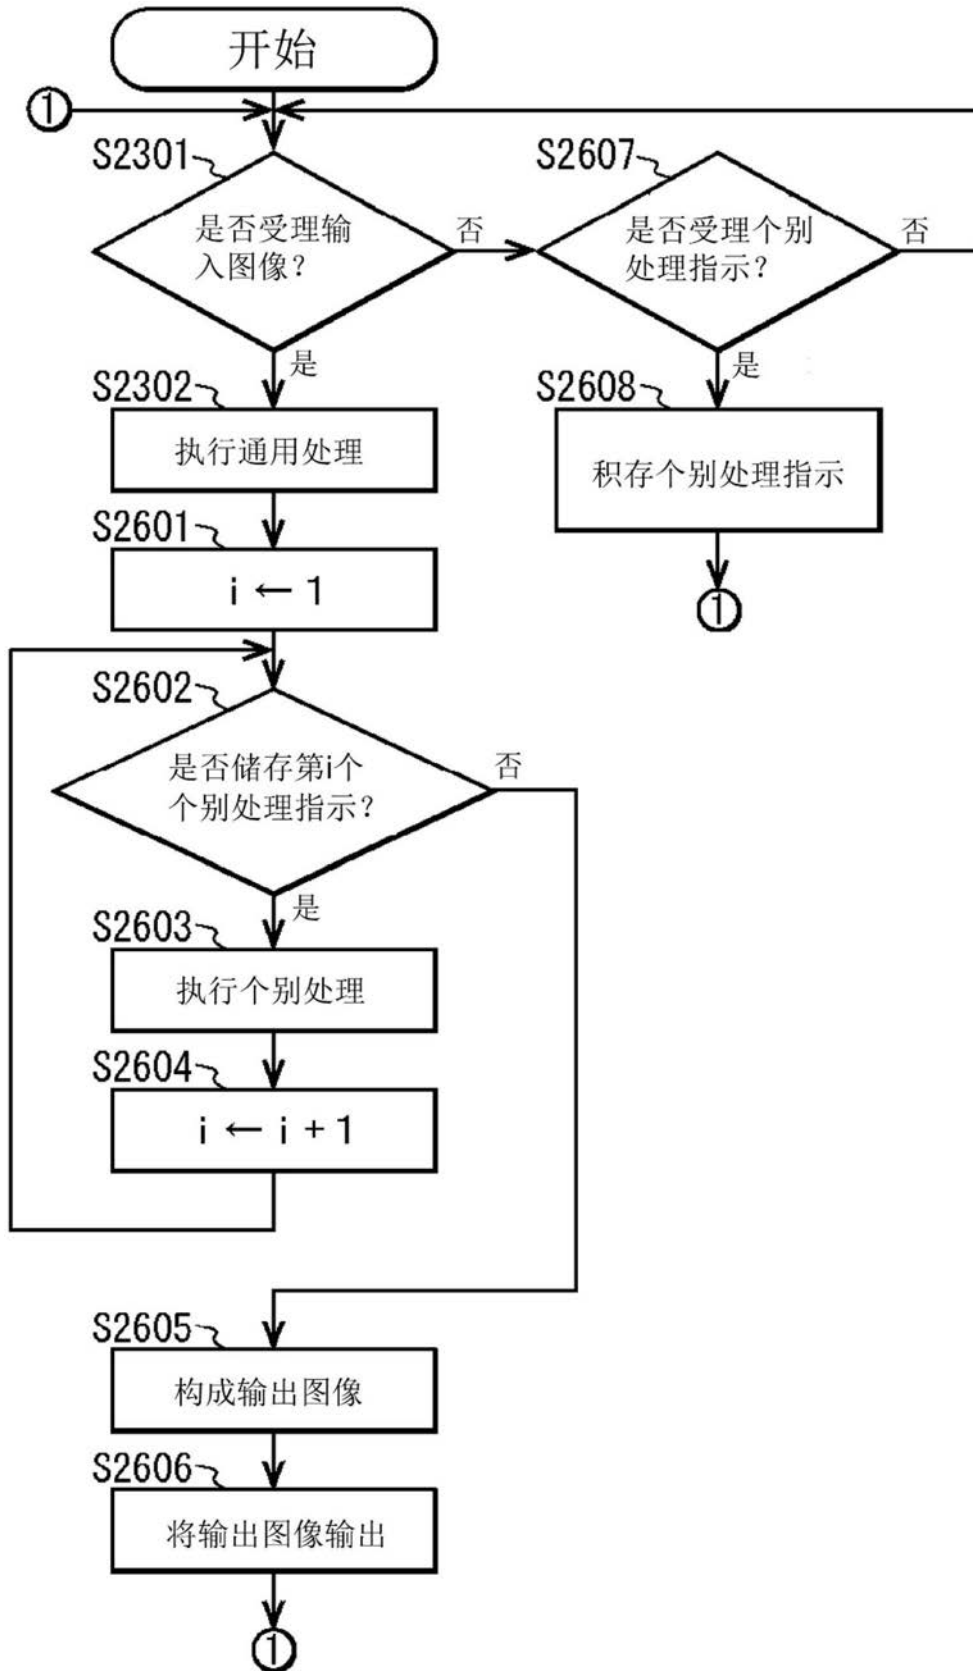 开始
①
S2301
是否受理输
入图像？
否
是
S2607
是否受理个别
处理指示？
否
是
S2302
执行通用处理
S2608
积存个别处理指示
①
S2601
i ← 1
S2602
是否储存第i个
个别处理指示？
否
是
S2603
执行个别处理
S2604
i ← i + 1
S2605
构成输出图像
S2606
将输出图像输出
①